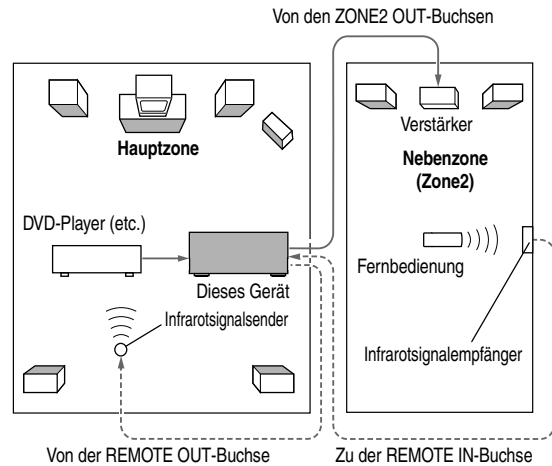 Von den ZONE2 OUT-Buchsen
Hauptzone
Verstärker
Nebenzone
(Zone2)
DVD-Player (etc.)
Dieses Gerät
Fernbedienung
Infrarotsignalsender
Infrarotsignalempfänger
Von der REMOTE OUT-Buchse
Zu der REMOTE IN-Buchse